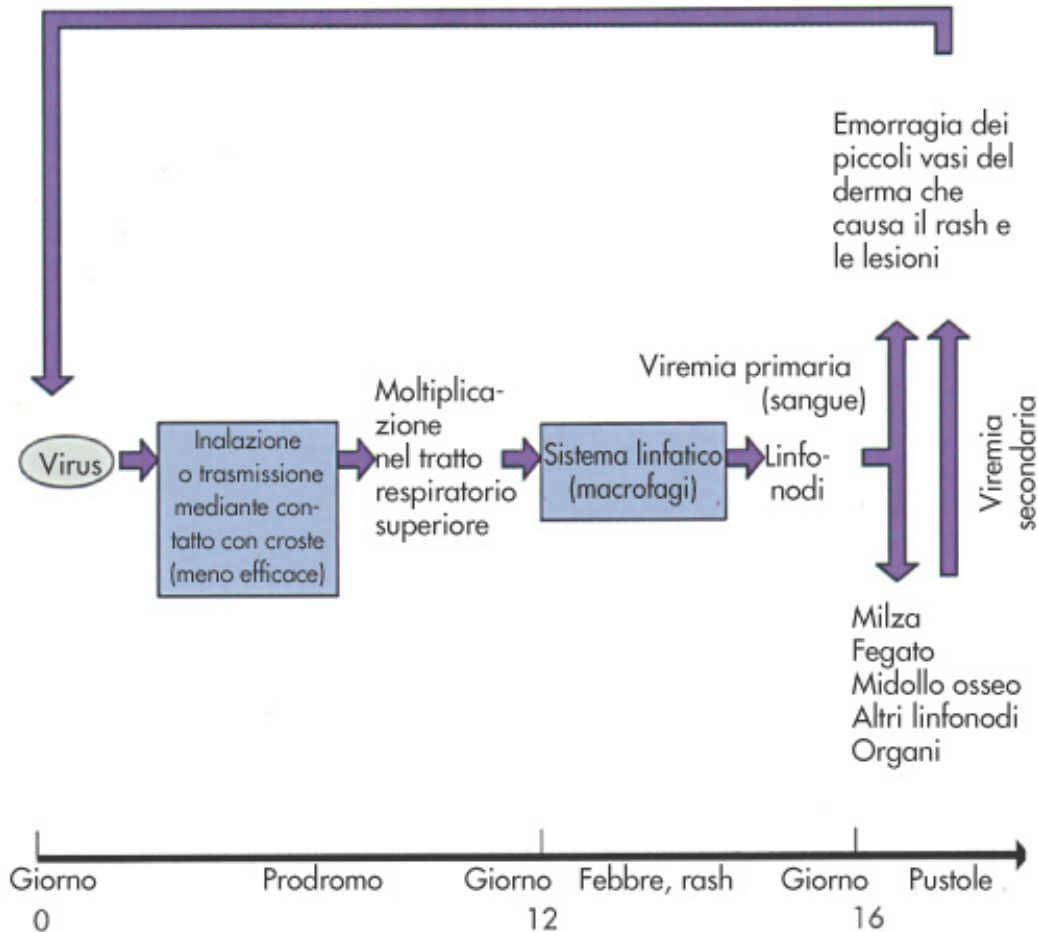 Emorragia dei
piccoli vasi del
derma che
causa il rash e
le lesioni
Virus
Inalazione
o trasmissione
mediante con-
tatto con croste
(meno efficace)
Moltiplica-
zione
nel tratto
respiratorio
superiore
Sistema linfatico
(macrofagi)
Viremia primaria
(sangue)
Linfo-
nodi
Viremia
secondaria
Milza
Fegato
Midollo osseo
Altri linfonodi
Organi
Giorno
0
Prodromo
Giorno
12
Febbre, rash
Giorno
16
Pustole